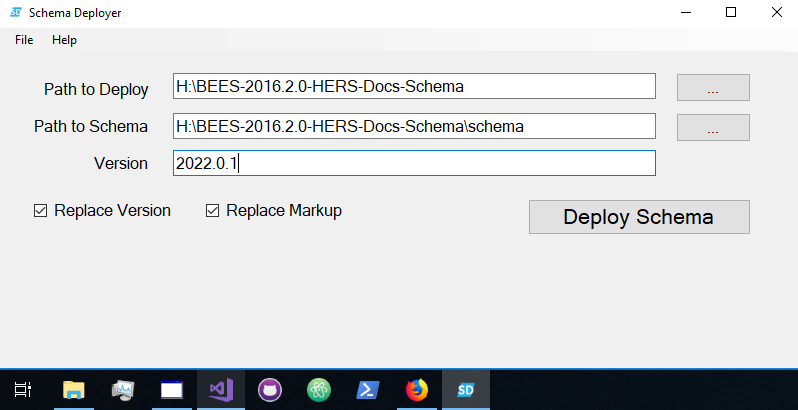 Schema Deployer
File Help
Path to Deploy H:\BEES-2016.2.0-HERS-Docs-Schema ...
Path to Schema H:\BEES-2016.2.0-HERS-Docs-Schema\schema ...
Version 2022.0.1
Replace Version Replace Markup Deploy Schema
SD